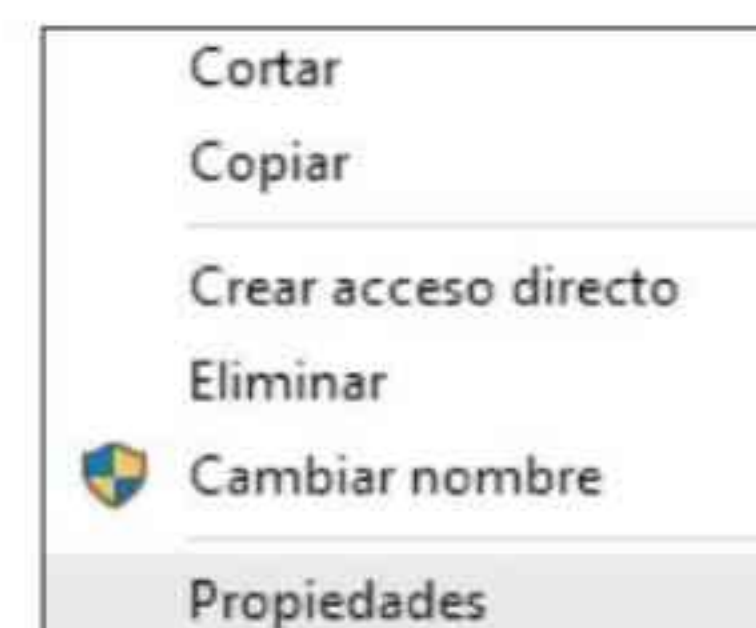 Cortar
Copiar
Crear acceso directo
Eliminar
Cambiar nombre
Propiedades